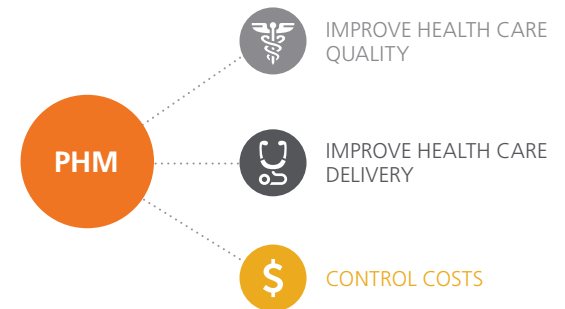 IMPROVE HEALTH CARE
QUALITY
PHM
IMPROVE HEALTH CARE
DELIVERY
$
CONTROL COSTS